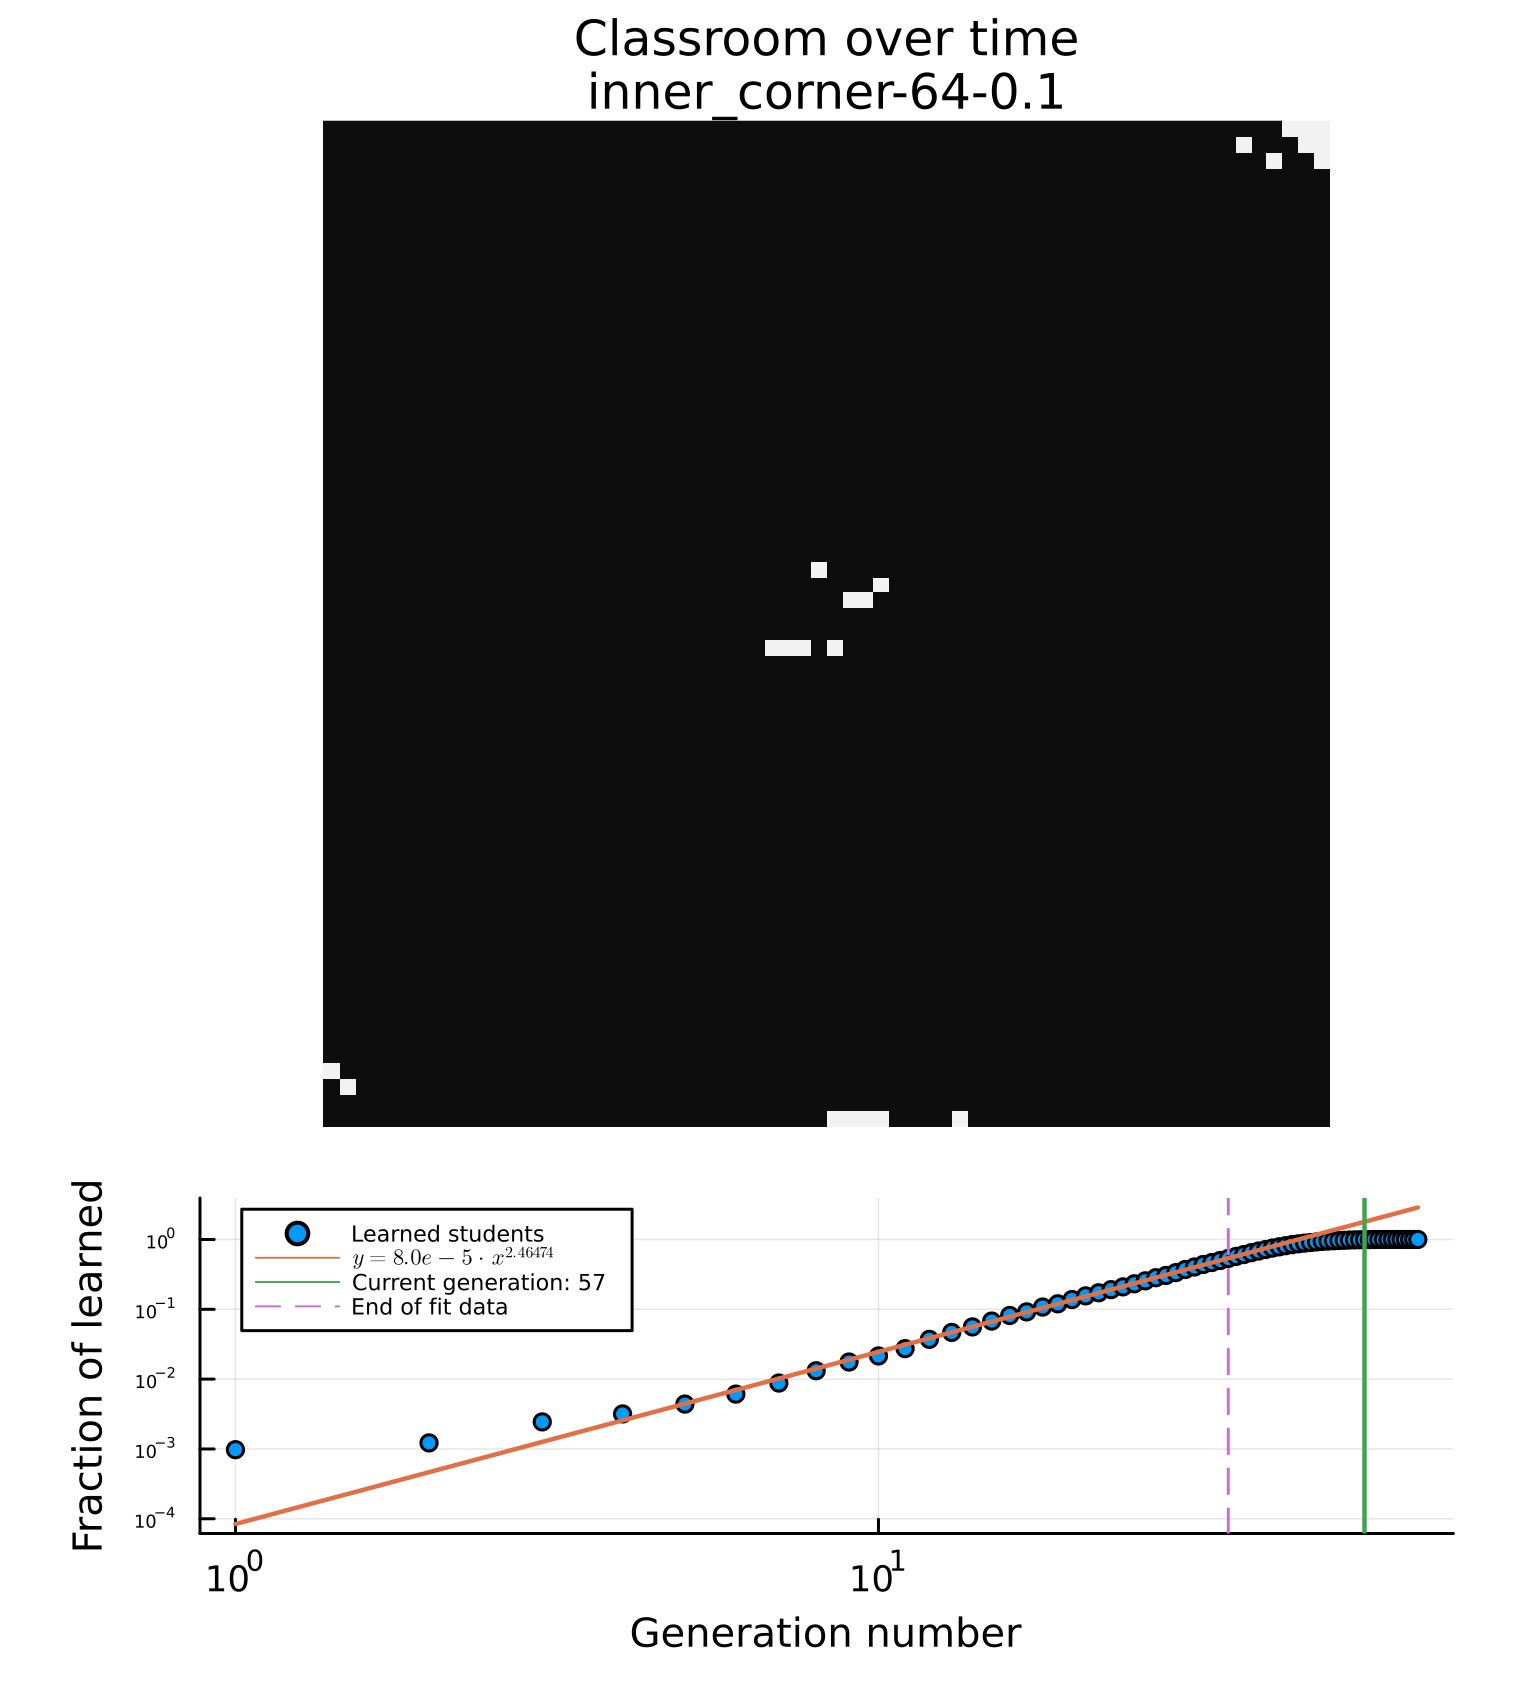 Classroom over time
inner_corner-64-0.1
Fraction of learned
10^0
10^−1
10^−2
10^−3
10^−4
Learned students
y = 8.0e − 5 · x^2.46474
Current generation: 57
End of fit data
10^0
10^1
Generation number